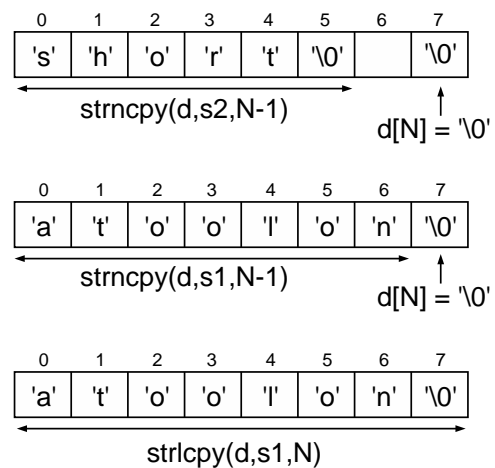 0 1 2 3 4 5 6 7
's' 'h' 'o' 'r' 't' '\0' '\0'
strncpy(d,s2,N-1)
d[N] = '\0'
0 1 2 3 4 5 6 7
'a' 't' 'o' 'o' 'l' 'o' 'n' '\0'
strncpy(d,s1,N-1)
d[N] = '\0'
0 1 2 3 4 5 6 7
'a' 't' 'o' 'o' 'l' 'o' 'n' '\0'
strlcpy(d,s1,N)